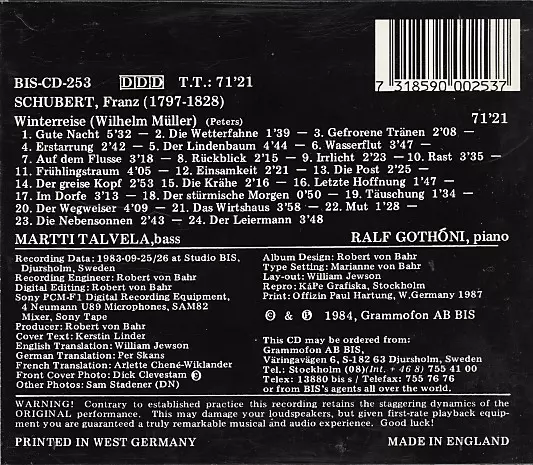 7 318590 002537
BIS-CD-253 DDD T.T.: 71'21
SCHUBERT, Franz (1797-1828)
Winterreise (Wilhelm Müller) (Peters) 71'21
1. Gute Nacht 5'32 — 2. Die Wetterfahne 1'39 — 3. Gefrorene Tränen 2'08 —
4. Erstarrung 2'42 — 5. Der Lindenbaum 4'44 — 6. Wasserflut 3'47 —
7. Auf dem Flusse 3'18 — 8. Rückblick 2'15 — 9. Irrlicht 2'23 — 10. Rast 3'35 —
11. Frühlingstraum 4'05 — 12. Einsamkeit 2'21 — 13. Die Post 2'25 —
14. Der greise Kopf 2'53 15. Die Krähe 2'16 — 16. Letzte Hoffnung 1'47 —
17. Im Dorfe 3'13 — 18. Der stürmische Morgen 0'50 — 19. Täuschung 1'34 —
20. Der Wegweiser 4'09 — 21. Das Wirtshaus 3'58 — 22. Mut 1'28 —
23. Die Nebensonnen 2'43 — 24. Der Leiermann 3'48
MARTTI TALVELA, bass RALF GOTHÓNI, piano
Recording Data: 1983-09-25/26 at Studio BIS,
Djursholm, Sweden
Recording Engineer: Robert von Bahr
Digital Editing: Robert von Bahr
Sony PCM-F1 Digital Recording Equipment,
4 Neumann U89 Microphones, SAM82
Mixer, Sony Tape
Producer: Robert von Bahr
Cover Text: Kerstin Linder
English Translation: William Jewson
German Translation: Per Skans
French Translation: Arlette Chené-Wiklander
Front Cover Photo: Dick Clevestam ℗
Other Photos: Sam Stadener (DN)
Album Design: Robert von Bahr
Type Setting: Marianne von Bahr
Lay-out: William Jewson
Repro: KåPe Grafiska, Stockholm
Print: Offizin Paul Hartung, W.Germany 1987
© & ℗ 1984, Grammofon AB BIS
This CD may be ordered from:
Grammofon AB BIS,
Väringavägen 6, S-182 63 Djursholm, Sweden
Tel.: Stockholm (08)(Int. + 46 8) 755 41 00
Telex: 13880 bis s / Telefax: 755 76 76
or from BIS's agents all over the world.
WARNING! Contrary to established practice this recording retains the staggering dynamics of the
ORIGINAL performance. This may damage your loudspeakers, but given first-rate playback equip-
ment you are guaranteed a truly remarkable musical and audio experience. Good luck!
PRINTED IN WEST GERMANY MADE IN ENGLAND